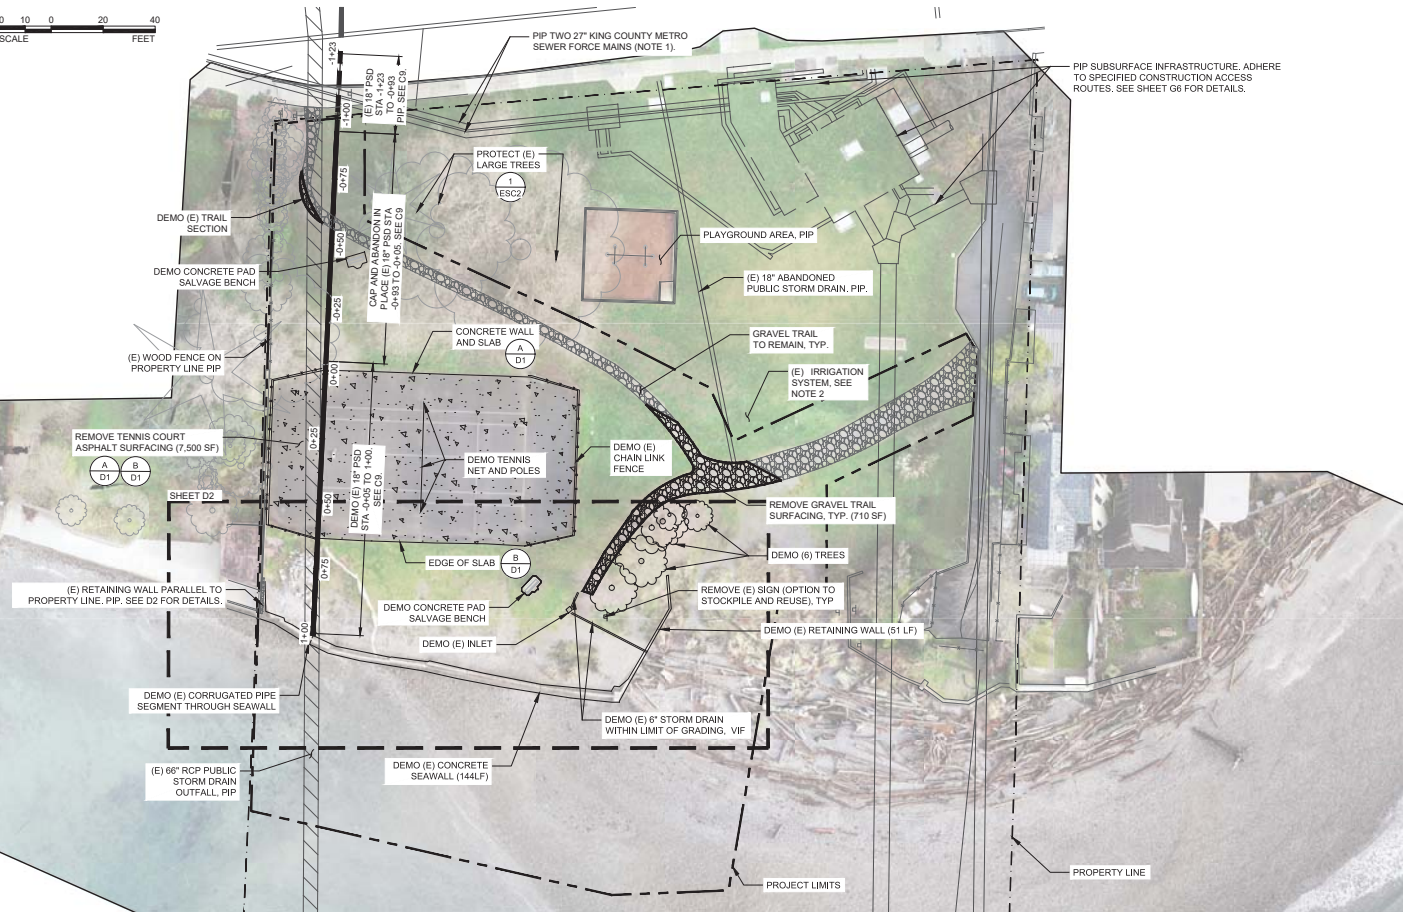 0 10 0 20 40
SCALE FEET
PIP TWO 27" KING COUNTY METRO
SEWER FORCE MAINS (NOTE 1).
PIP SUBSURFACE INFRASTRUCTURE. ADHERE
TO SPECIFIED CONSTRUCTION ACCESS
ROUTES. SEE SHEET G6 FOR DETAILS.
-1+23
(E) 18" PSD
STA -1+23
TO -0+93
PIP. SEE C9.
-1+00
PROTECT (E)
LARGE TREES
1
ESC2
-0+75
DEMO (E) TRAIL
SECTION
-0+50
CAP AND ABANDON IN
PLACE (E) 18" PSD STA
-0+93 TO -0+05. SEE C9
PLAYGROUND AREA, PIP
DEMO CONCRETE PAD
SALVAGE BENCH
(E) 18" ABANDONED
PUBLIC STORM DRAIN. PIP.
-0+25
CONCRETE WALL
AND SLAB
A
D1
GRAVEL TRAIL
TO REMAIN, TYP.
(E) WOOD FENCE ON
PROPERTY LINE PIP
0+00
(E) IRRIGATION
SYSTEM, SEE
NOTE 2
REMOVE TENNIS COURT
ASPHALT SURFACING (7,500 SF)
A
D1
B
D1
0+25
DEMO (E) 18" PSD
STA -0+05 TO 1+00.
SEE C9.
DEMO TENNIS
NET AND POLES
DEMO (E)
CHAIN LINK
FENCE
SHEET D2
0+50
REMOVE GRAVEL TRAIL
SURFACING, TYP. (710 SF)
DEMO (6) TREES
EDGE OF SLAB
B
D1
0+75
(E) RETAINING WALL PARALLEL TO
PROPERTY LINE. PIP. SEE D2 FOR DETAILS.
REMOVE (E) SIGN (OPTION TO
STOCKPILE AND REUSE), TYP
DEMO CONCRETE PAD
SALVAGE BENCH
1+00
DEMO (E) RETAINING WALL (51 LF)
DEMO (E) INLET
DEMO (E) CORRUGATED PIPE
SEGMENT THROUGH SEAWALL
DEMO (E) 6" STORM DRAIN
WITHIN LIMIT OF GRADING, VIF
(E) 66" RCP PUBLIC
STORM DRAIN
OUTFALL, PIP
DEMO (E) CONCRETE
SEAWALL (144LF)
PROJECT LIMITS
PROPERTY LINE